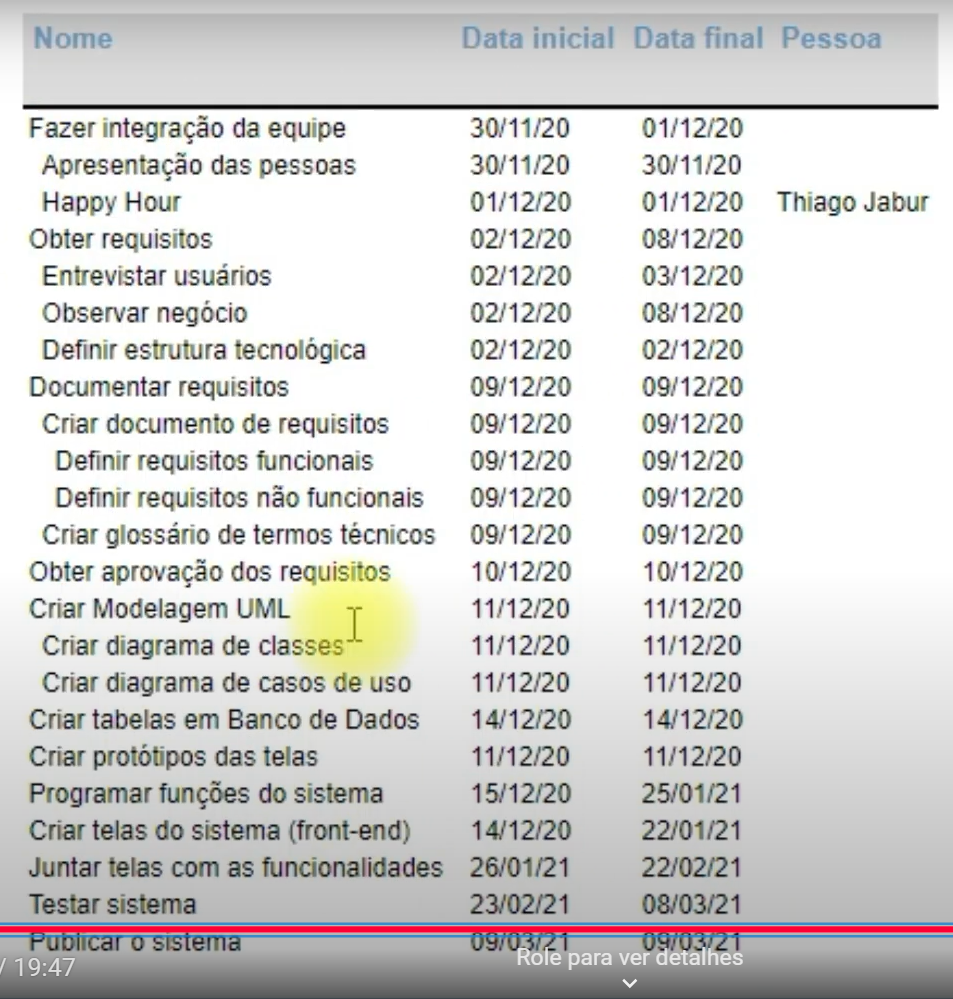 Nome Data inicial Data final Pessoa
Fazer integração da equipe 30/11/20 01/12/20
Apresentação das pessoas 30/11/20 30/11/20
Happy Hour 01/12/20 01/12/20 Thiago Jabur
Obter requisitos 02/12/20 08/12/20
Entrevistar usuários 02/12/20 03/12/20
Observar negócio 02/12/20 08/12/20
Definir estrutura tecnológica 02/12/20 02/12/20
Documentar requisitos 09/12/20 09/12/20
Criar documento de requisitos 09/12/20 09/12/20
Definir requisitos funcionais 09/12/20 09/12/20
Definir requisitos não funcionais 09/12/20 09/12/20
Criar glossário de termos técnicos 09/12/20 09/12/20
Obter aprovação dos requisitos 10/12/20 10/12/20
Criar Modelagem UML 11/12/20 11/12/20
Criar diagrama de classes 11/12/20 11/12/20
Criar diagrama de casos de uso 11/12/20 11/12/20
Criar tabelas em Banco de Dados 14/12/20 14/12/20
Criar protótipos das telas 11/12/20 11/12/20
Programar funções do sistema 15/12/20 25/01/21
Criar telas do sistema (front-end) 14/12/20 22/01/21
Juntar telas com as funcionalidades 26/01/21 22/02/21
Testar sistema 23/02/21 08/03/21
Publicar o sistema 09/03/21 09/03/21
Role para ver detalhes
/ 19:47